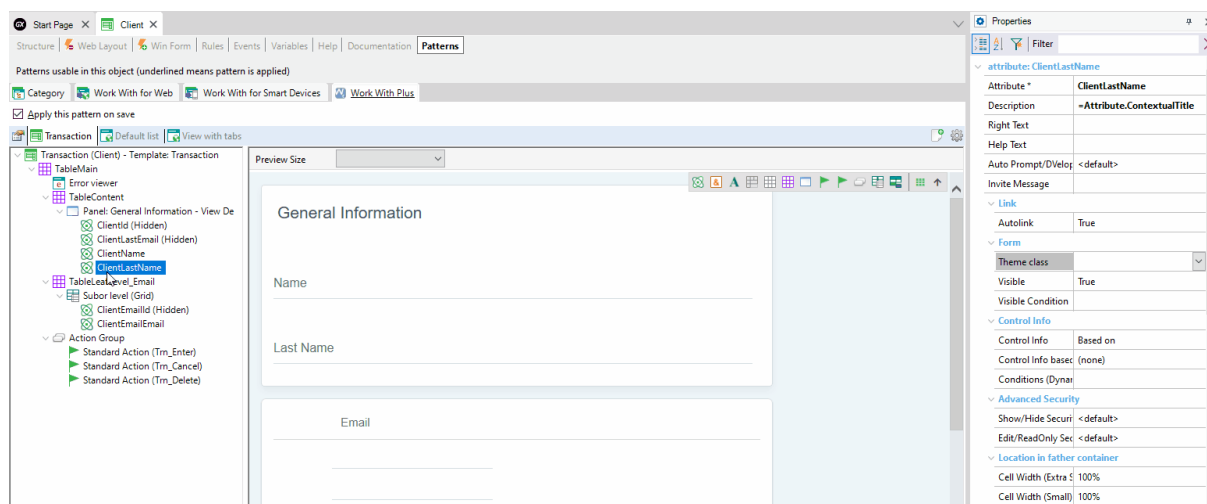 GX Start Page Client
Structure Web Layout Win Form Rules Events Variables Help Documentation Patterns
Patterns usable in this object (underlined means pattern is applied)
Category Work With for Web Work With for Smart Devices Work With Plus
Apply this pattern on save
Transaction Default list View with tabs
Transaction (Client) - Template: Transaction
TableMain
Error viewer
TableContent
Panel: General Information - View De
ClientId (Hidden)
ClientLastEmail (Hidden)
ClientName
ClientLastName
Subor level (Grid)
ClientEmailId (Hidden)
ClientEmailEmail
Action Group
Standard Action (Trn_Enter)
Standard Action (Trn_Cancel)
Standard Action (Trn_Delete)
Preview Size
General Information
Name
Last Name
Email
Properties
Filter
attribute: ClientLastName
Attribute * ClientLastName
Description =Attribute.ContextualTitle
Right Text
Help Text
Auto Prompt/DVelop <default>
Invite Message
Link
Autolink True
Form
Theme class
Visible True
Visible Condition
Control Info
Control Info Based on
Control Info based (none)
Conditions (Dynar
Advanced Security
Show/Hide Securi <default>
Edit/ReadOnly Sec <default>
Location in father container
Cell Width (Extra S 100%
Cell Width (Small) 100%